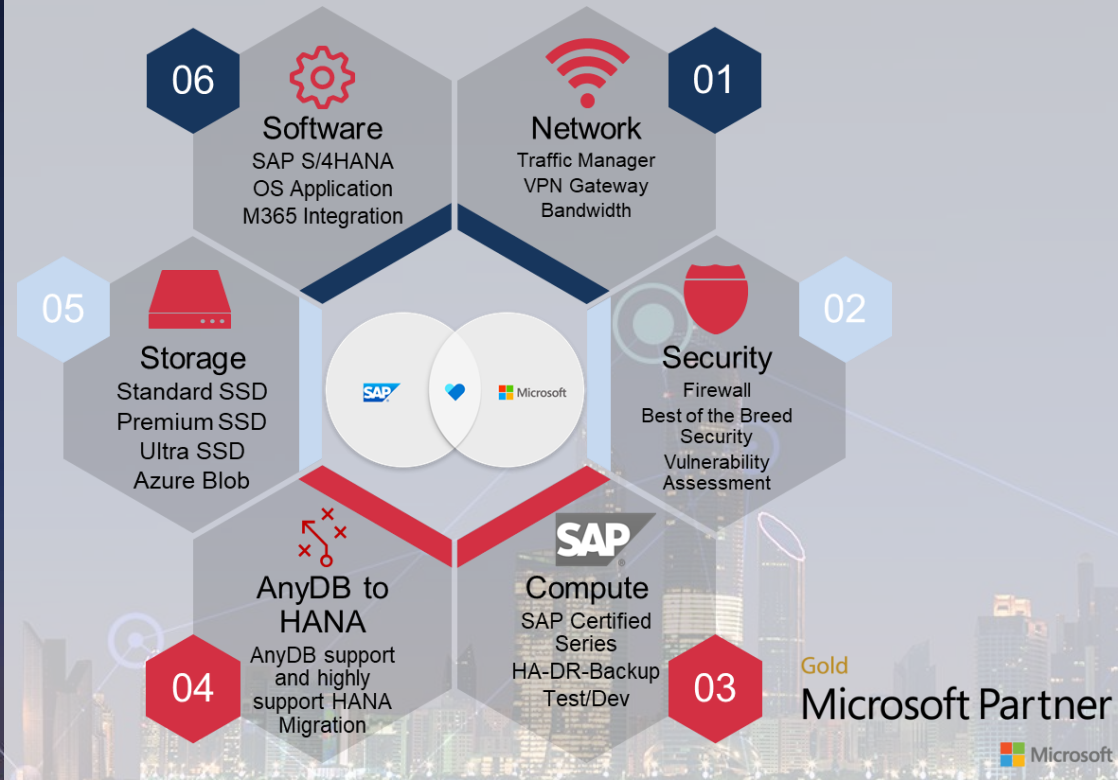 06
Software
SAP S/4HANA
OS Application
M365 Integration
01
Network
Traffic Manager
VPN Gateway
Bandwidth
05
Storage
Standard SSD
Premium SSD
Ultra SSD
Azure Blob
SAP
Microsoft
02
Security
Firewall
Best of the Breed
Security
Vulnerability
Assessment
04
AnyDB to
HANA
AnyDB support
and highly
support HANA
Migration
SAP®
Compute
SAP Certified
Series
HA-DR-Backup
Test/Dev
03
Gold
Microsoft Partner
Microsoft